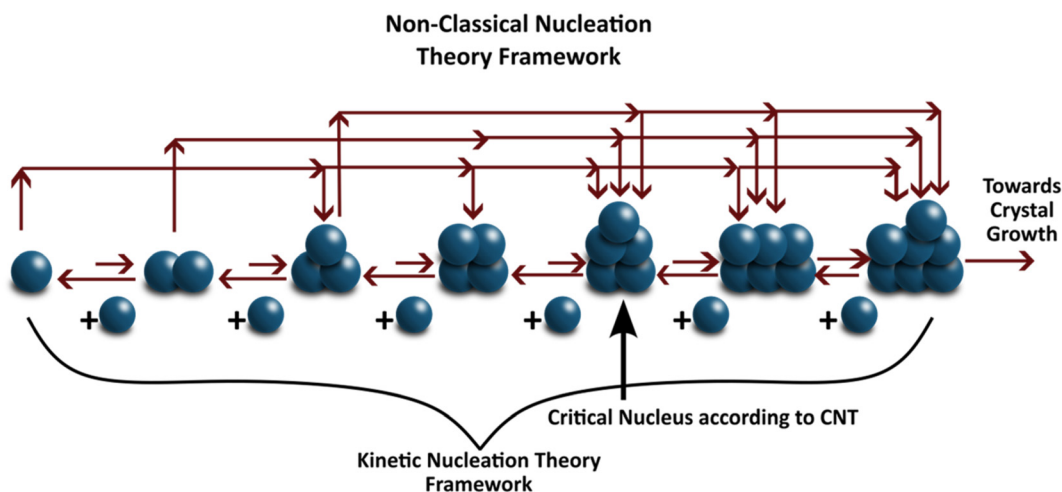 Non-Classical Nucleation
Theory Framework
Towards
Crystal
Growth
+ + + + + +
Critical Nucleus according to CNT
Kinetic Nucleation Theory
Framework